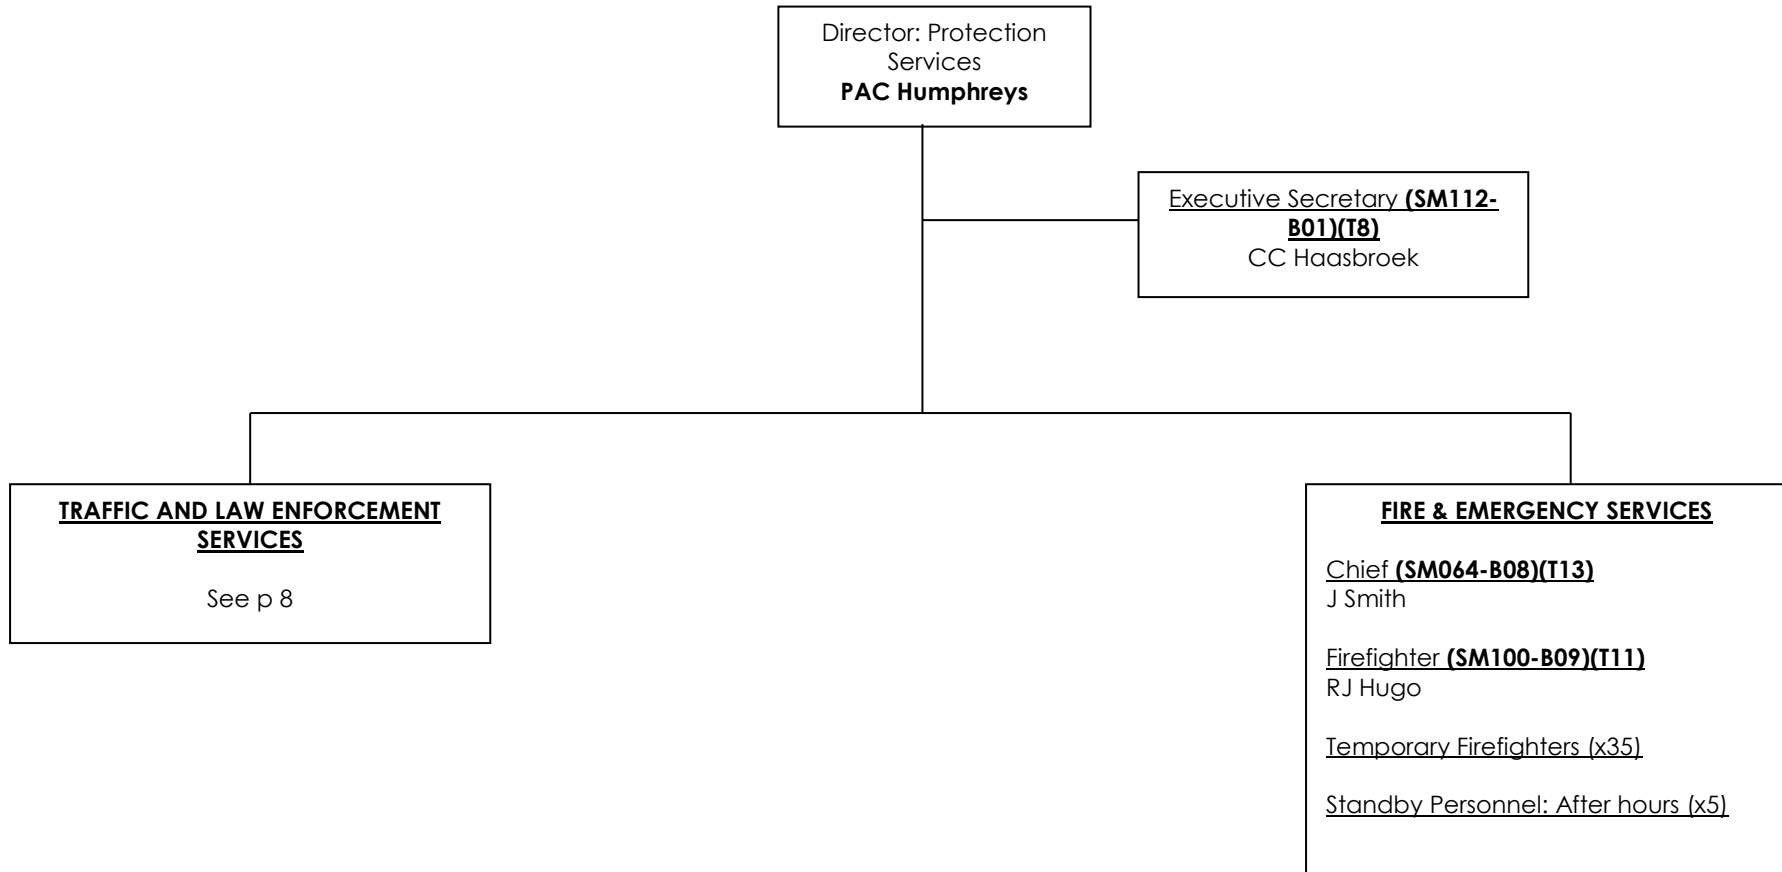 Director: Protection
Services
PAC Humphreys
Executive Secretary (SM112-
B01)(T8)
CC Haasbroek
TRAFFIC AND LAW ENFORCEMENT
SERVICES
See p 8
FIRE & EMERGENCY SERVICES
Chief (SM064-B08)(T13)
J Smith
Firefighter (SM100-B09)(T11)
RJ Hugo
Temporary Firefighters (x35)
Standby Personnel: After hours (x5)